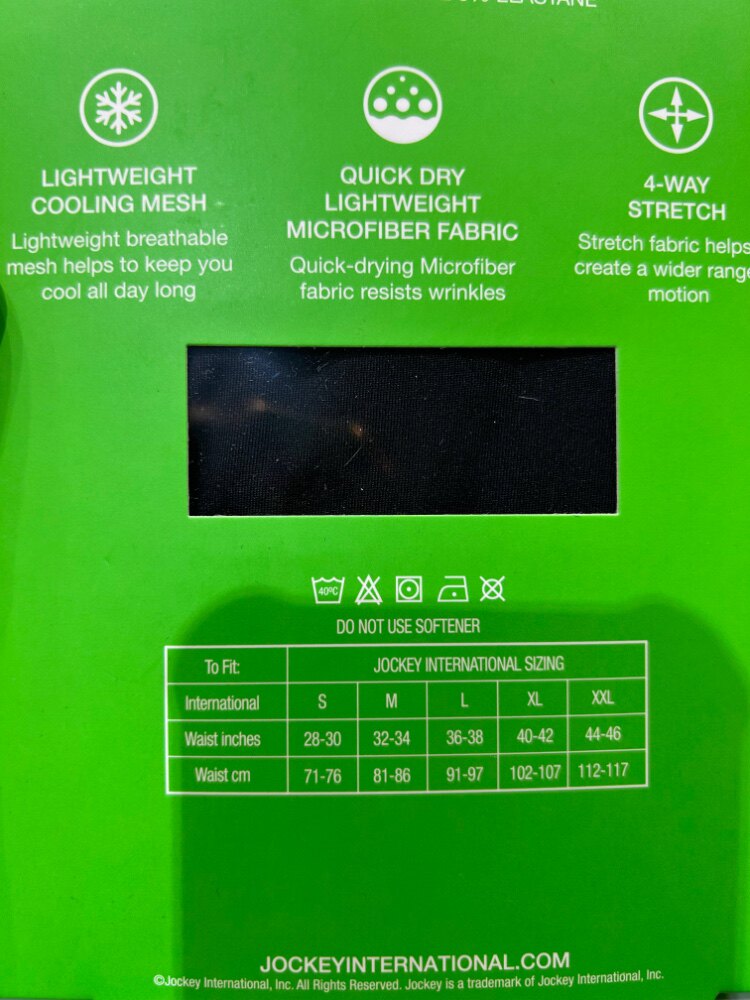 ELASTANE
LIGHTWEIGHT
COOLING MESH
Lightweight breathable
mesh helps to keep you
cool all day long
QUICK DRY
LIGHTWEIGHT
MICROFIBER FABRIC
Quick-drying Microfiber
fabric resists wrinkles
4-WAY
STRETCH
Stretch fabric helps
create a wider range
motion
40ºC
DO NOT USE SOFTENER
To Fit: JOCKEY INTERNATIONAL SIZING
International S M L XL XXL
Waist inches 28-30 32-34 36-38 40-42 44-46
Waist cm 71-76 81-86 91-97 102-107 112-117
JOCKEYINTERNATIONAL.COM
©Jockey International, Inc. All Rights Reserved. Jockey is a trademark of Jockey International, Inc.